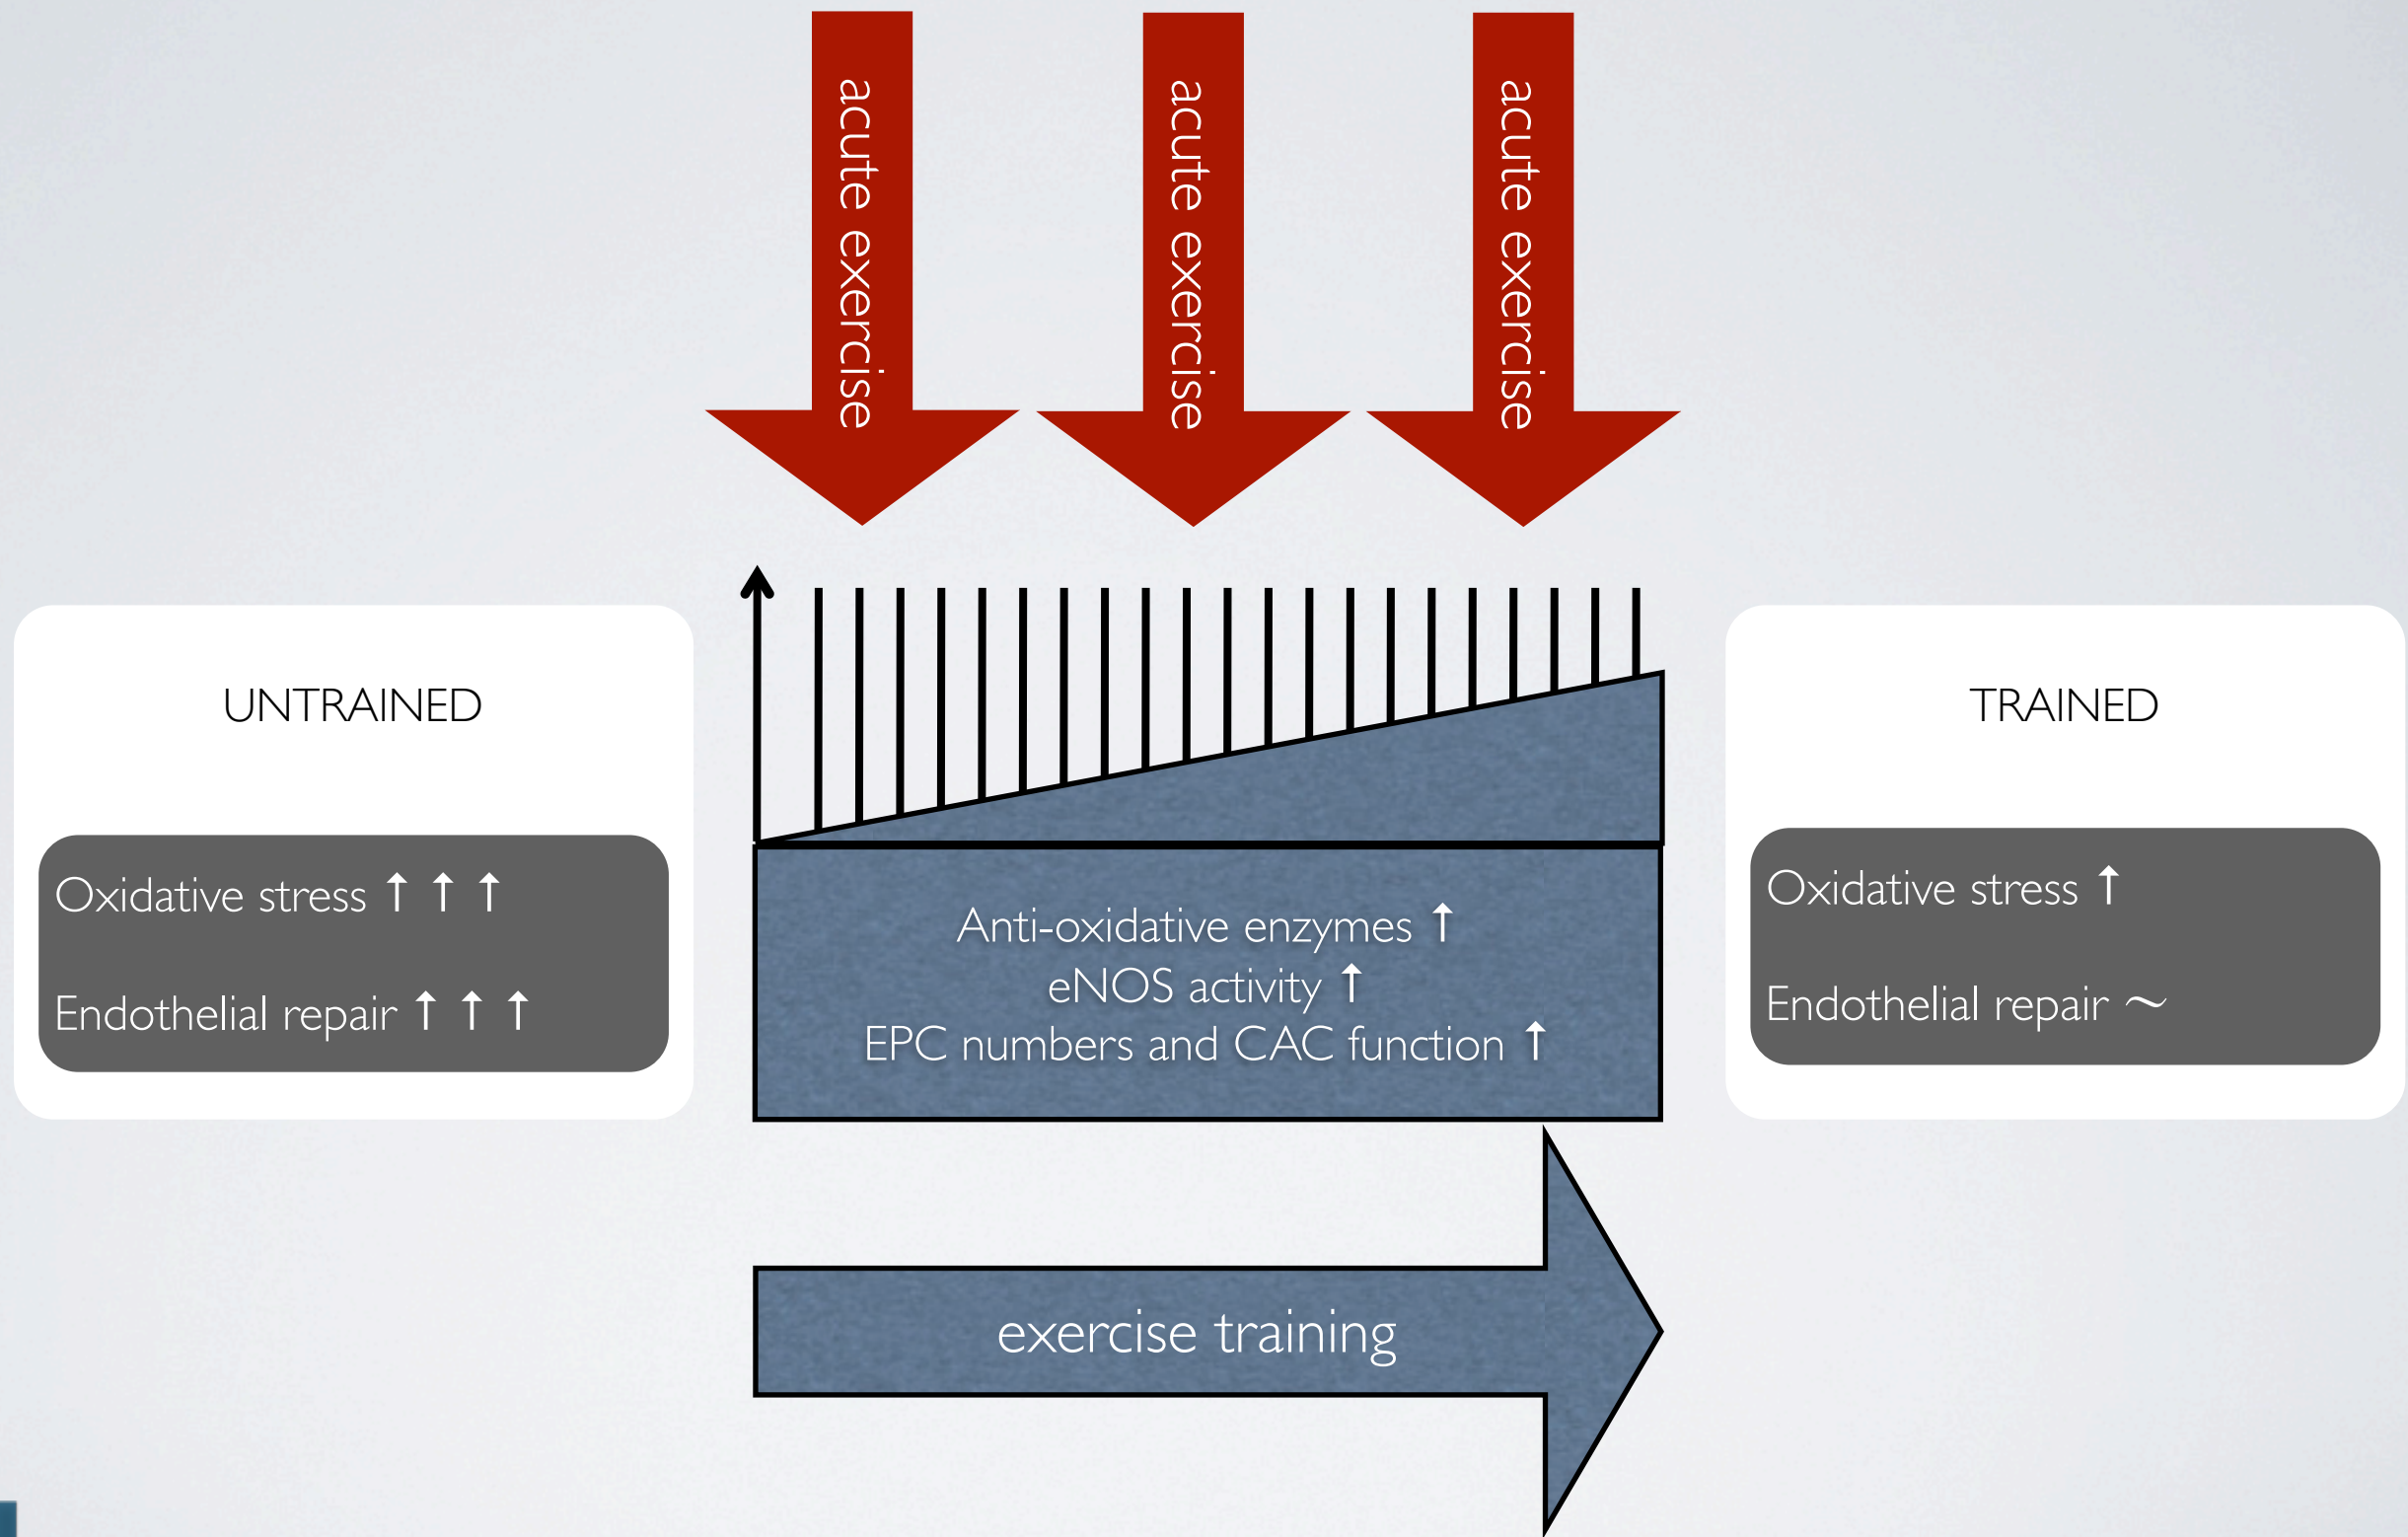 acute exercise
acute exercise
acute exercise
UNTRAINED
Oxidative stress ↑ ↑ ↑
Endothelial repair ↑ ↑ ↑
Anti-oxidative enzymes ↑
eNOS activity ↑
EPC numbers and CAC function ↑
TRAINED
Oxidative stress ↑
Endothelial repair ~
exercise training